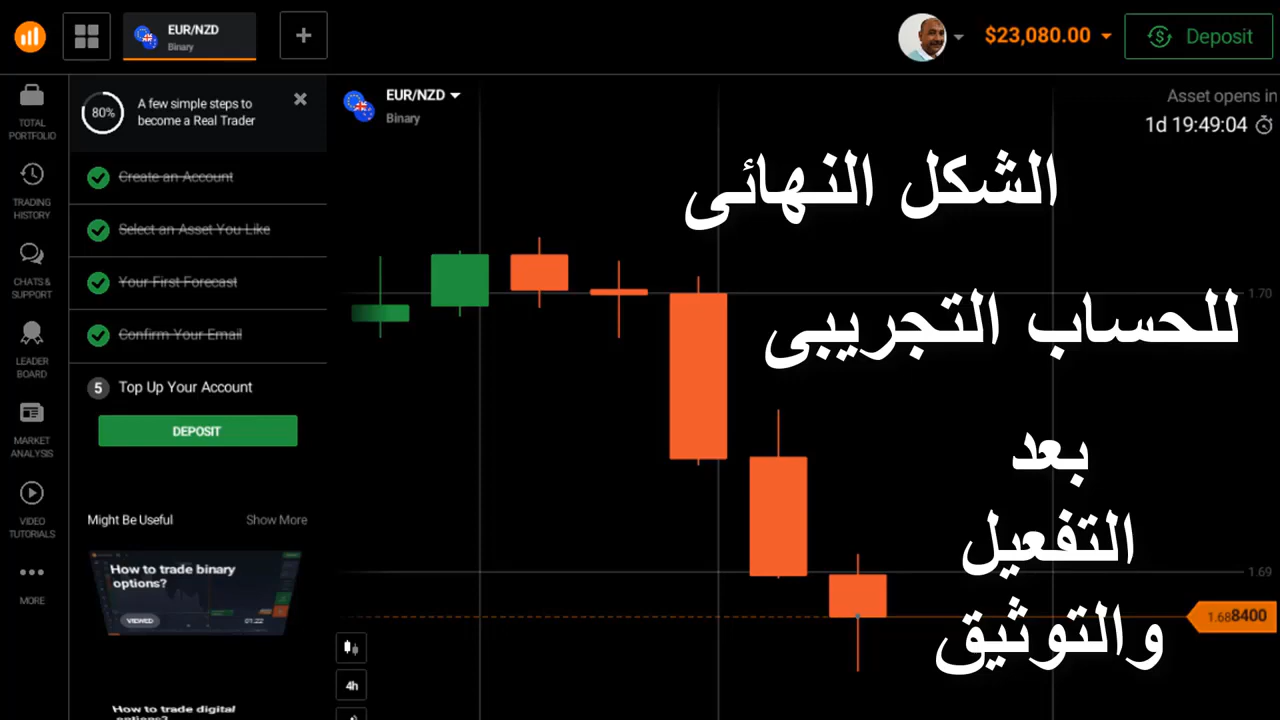 EUR/NZD
Binary
$23,080.00
Deposit
TOTAL
PORTFOLIO
TRADING
HISTORY
CHATS &
SUPPORT
LEADER
BOARD
MARKET
ANALYSIS
VIDEO
TUTORIALS
MORE
80%
A few simple steps to
become a Real Trader
Create an Account
Select an Asset You Like
Your First Forecast
Confirm Your Email
5 Top Up Your Account
DEPOSIT
Might Be Useful Show More
How to trade binary
options?
VIEWED 01:22
How to trade digital
options?
EUR/NZD
Binary
Asset opens in
1d 19:49:04
الشكل النهائى
للحساب التجريبى
بعد
التفعيل
والتوثيق
1.70
1.69
1.688400
4h